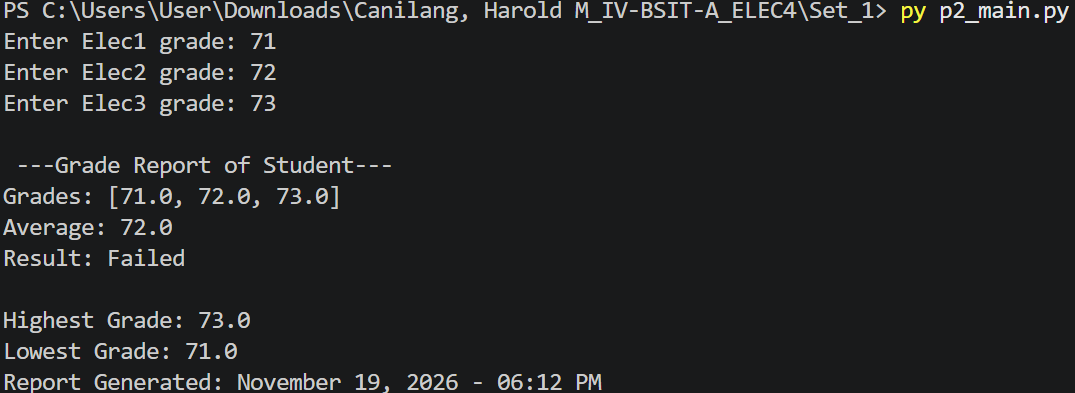 PS C:\Users\User\Downloads\Canilang, Harold M_IV-BSIT-A_ELEC4\Set_1> py p2_main.py
Enter Elec1 grade: 71
Enter Elec2 grade: 72
Enter Elec3 grade: 73
---Grade Report of Student---
Grades: [71.0, 72.0, 73.0]
Average: 72.0
Result: Failed
Highest Grade: 73.0
Lowest Grade: 71.0
Report Generated: November 19, 2026 - 06:12 PM